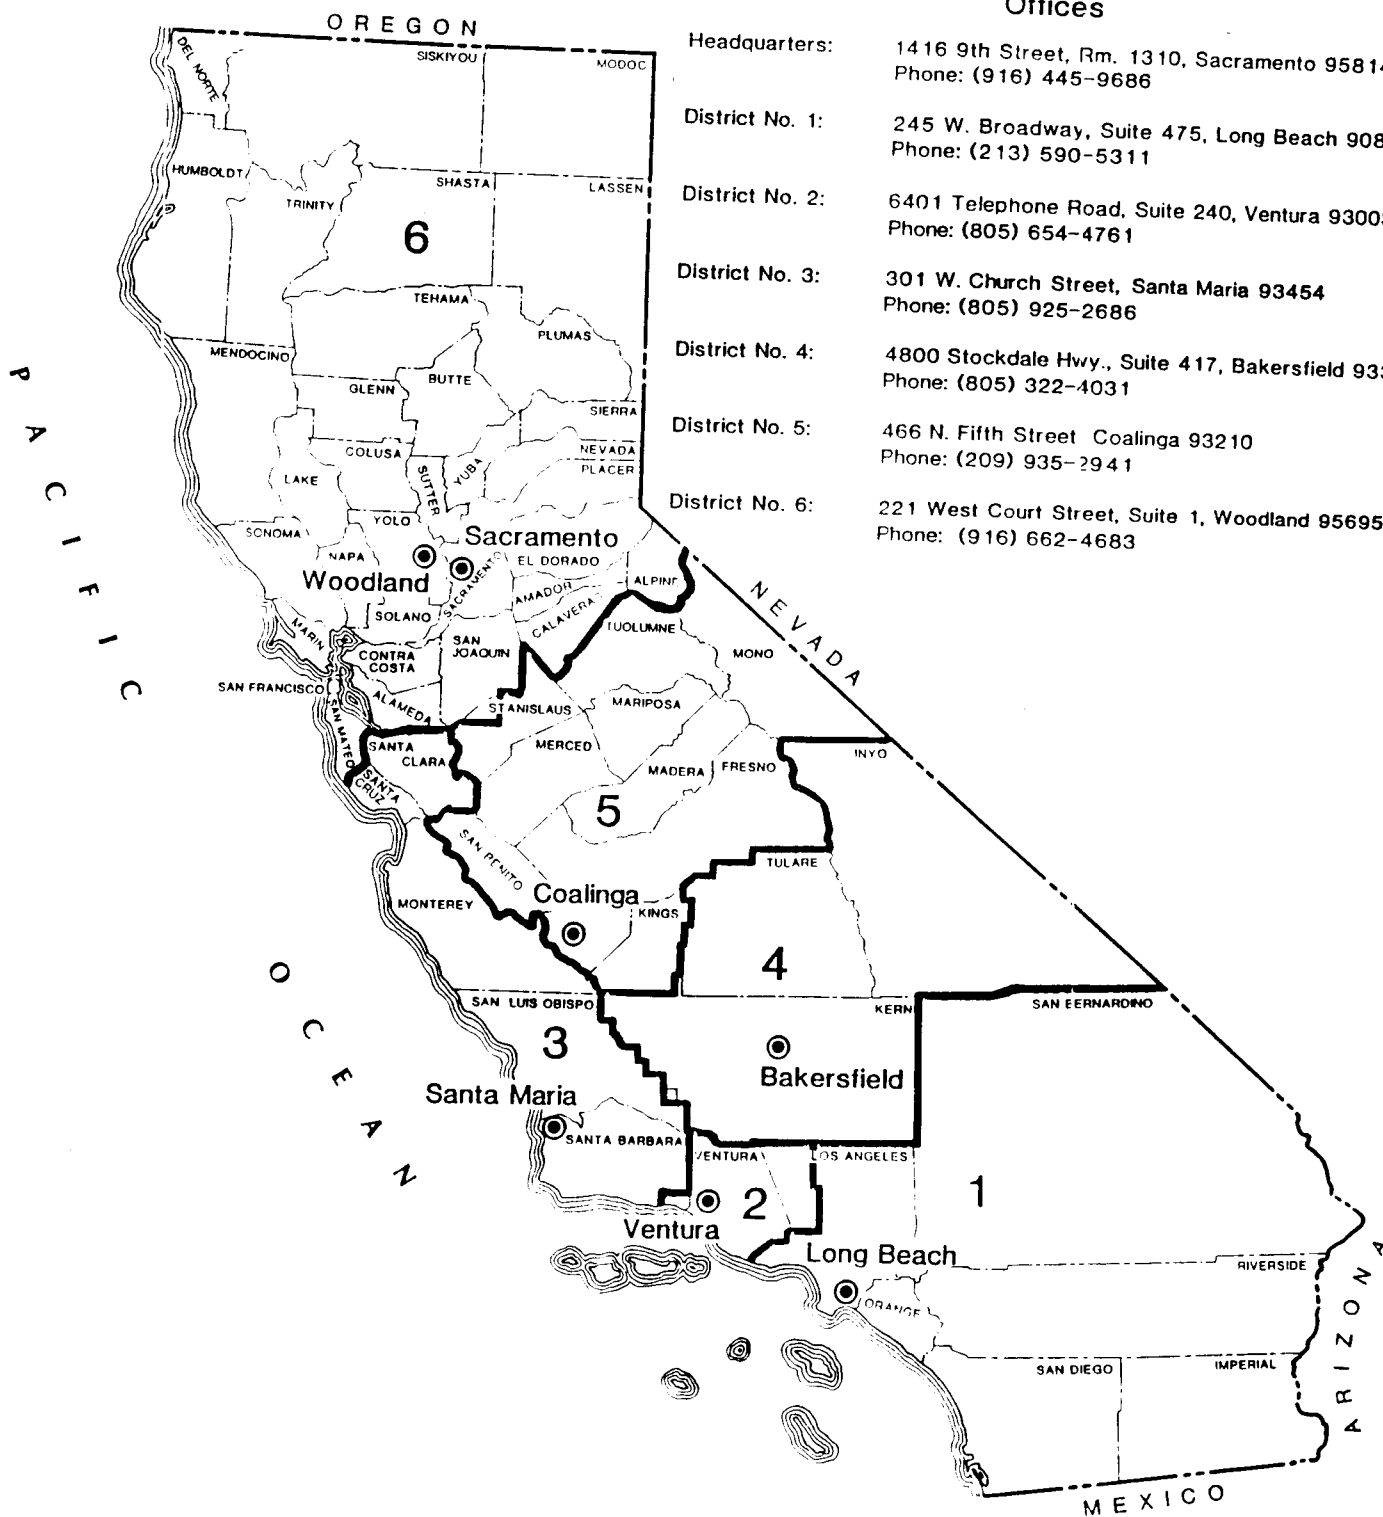 Offices
Headquarters: 1416 9th Street, Rm. 1310, Sacramento 95814
Phone: (916) 445-9686
District No. 1: 245 W. Broadway, Suite 475, Long Beach 908
Phone: (213) 590-5311
District No. 2: 6401 Telephone Road, Suite 240, Ventura 9300
Phone: (805) 654-4761
District No. 3: 301 W. Church Street, Santa Maria 93454
Phone: (805) 925-2686
District No. 4: 4800 Stockdale Hwy., Suite 417, Bakersfield 933
Phone: (805) 322-4031
District No. 5: 466 N. Fifth Street Coalinga 93210
Phone: (209) 935-2941
District No. 6: 221 West Court Street, Suite 1, Woodland 95695
Phone: (916) 662-4683
OREGON
DEL NORTE
SISKIYOU
MODOC
HUMBOLDT
TRINITY
SHASTA
LASSEN
6
TEHAMA
PLUMAS
MENDOCINO
GLENN
BUTTE
SIERRA
COLUSA
NEVADA
PLACER
LAKE
SUTTER
YUBA
YOLO
SONOMA
NAPA
Sacramento
Woodland
SACRAMENTO
EL DORADO
AMADOR
ALPINE
SOLANO
CALAVERAS
MARIN
CONTRA
COSTA
SAN
JOAQUIN
TUOLUMNE
MONO
NEVADA
SAN FRANCISCO
SAN MATEO
ALAMEDA
STANISLAUS
MARIPOSA
SANTA
CLARA
MERCED
MADERA
FRESNO
INYO
SANTA
CRUZ
5
SAN BENITO
TULARE
Coalinga
MONTEREY
KINGS
4
SAN LUIS OBISPO
KERN
SAN BERNARDINO
3
Bakersfield
Santa Maria
SANTA BARBARA
VENTURA
LOS ANGELES
1
2
Ventura
Long Beach
RIVERSIDE
ORANGE
SAN DIEGO
IMPERIAL
ARIZONA
MEXICO
PACIFIC
OCEAN